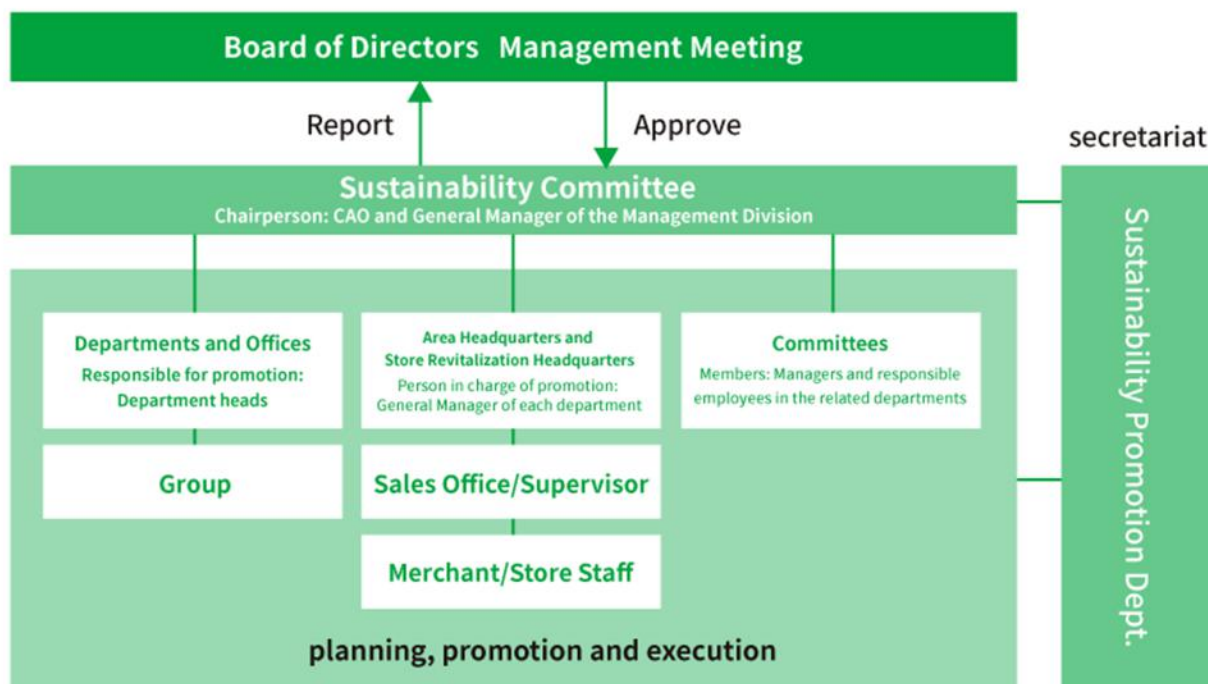 Board of Directors Management Meeting
Report
Approve
secretariat
Sustainability Committee
Chairperson: CAO and General Manager of the Management Division
Sustainability Promotion Dept.
Departments and Offices
Responsible for promotion:
Department heads
Area Headquarters and
Store Revitalization Headquarters
Person in charge of promotion:
General Manager of each department
Committees
Members: Managers and responsible
employees in the related departments
Group
Sales Office/Supervisor
Merchant/Store Staff
planning, promotion and execution